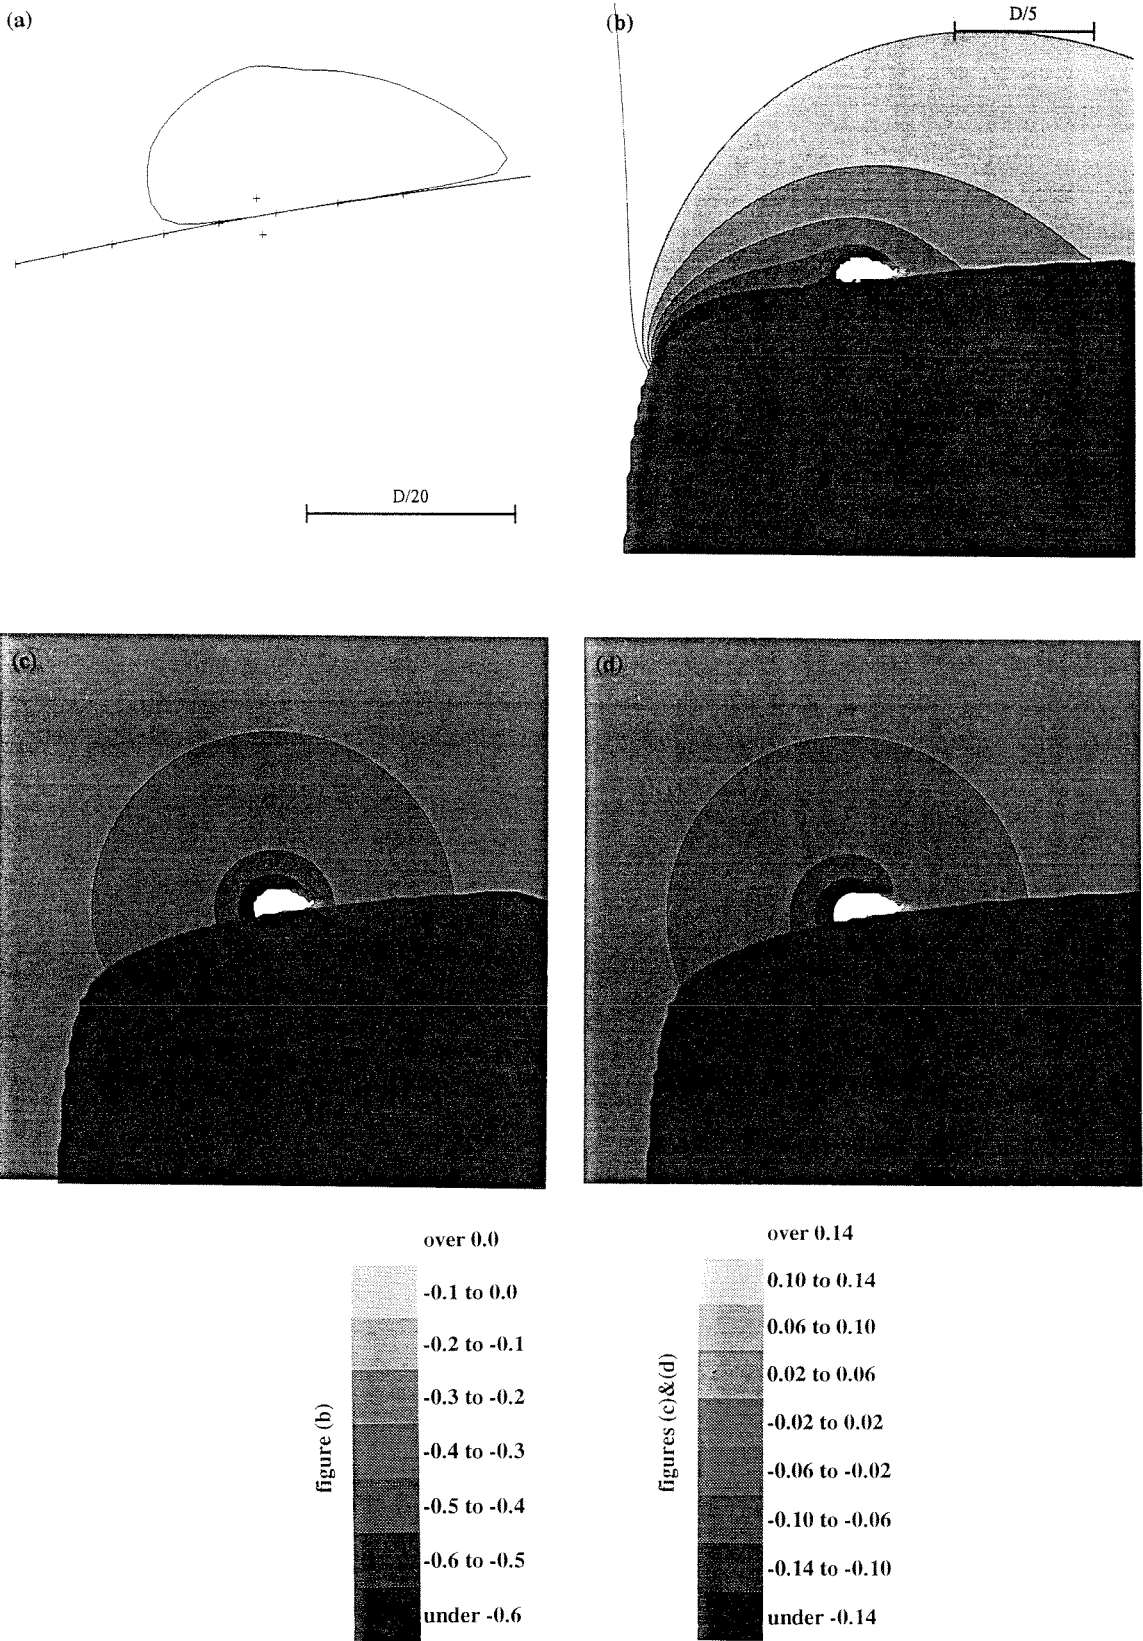 (a)
(b)
D/5
D/20
(c)
(d)
figure (b)
over 0.0
-0.1 to 0.0
-0.2 to -0.1
-0.3 to -0.2
-0.4 to -0.3
-0.5 to -0.4
-0.6 to -0.5
under -0.6
figures (c)&(d)
over 0.14
0.10 to 0.14
0.06 to 0.10
0.02 to 0.06
-0.02 to 0.02
-0.06 to -0.02
-0.10 to -0.06
-0.14 to -0.10
under -0.14